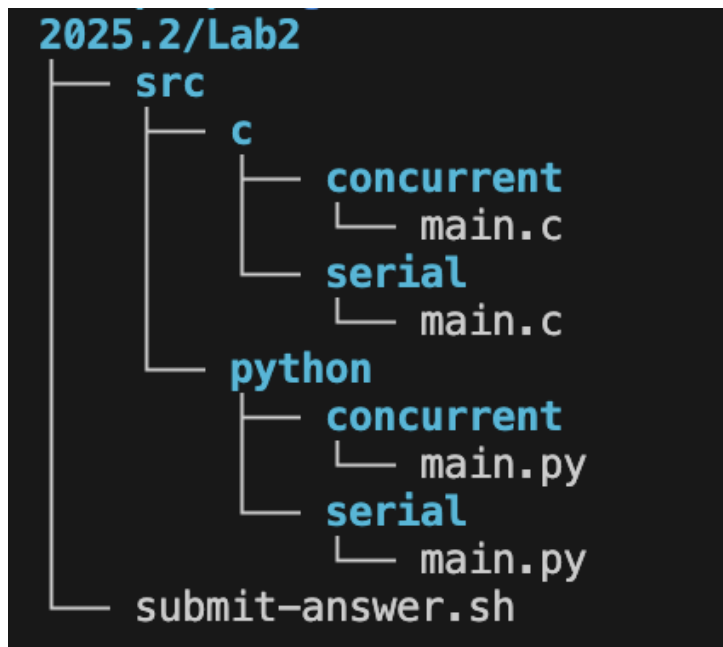 2025.2/Lab2
├── src
│   ├── c
│   │   ├── concurrent
│   │   │   └── main.c
│   │   └── serial
│   │       └── main.c
│   └── python
│       ├── concurrent
│       │   └── main.py
│       └── serial
│           └── main.py
└── submit-answer.sh